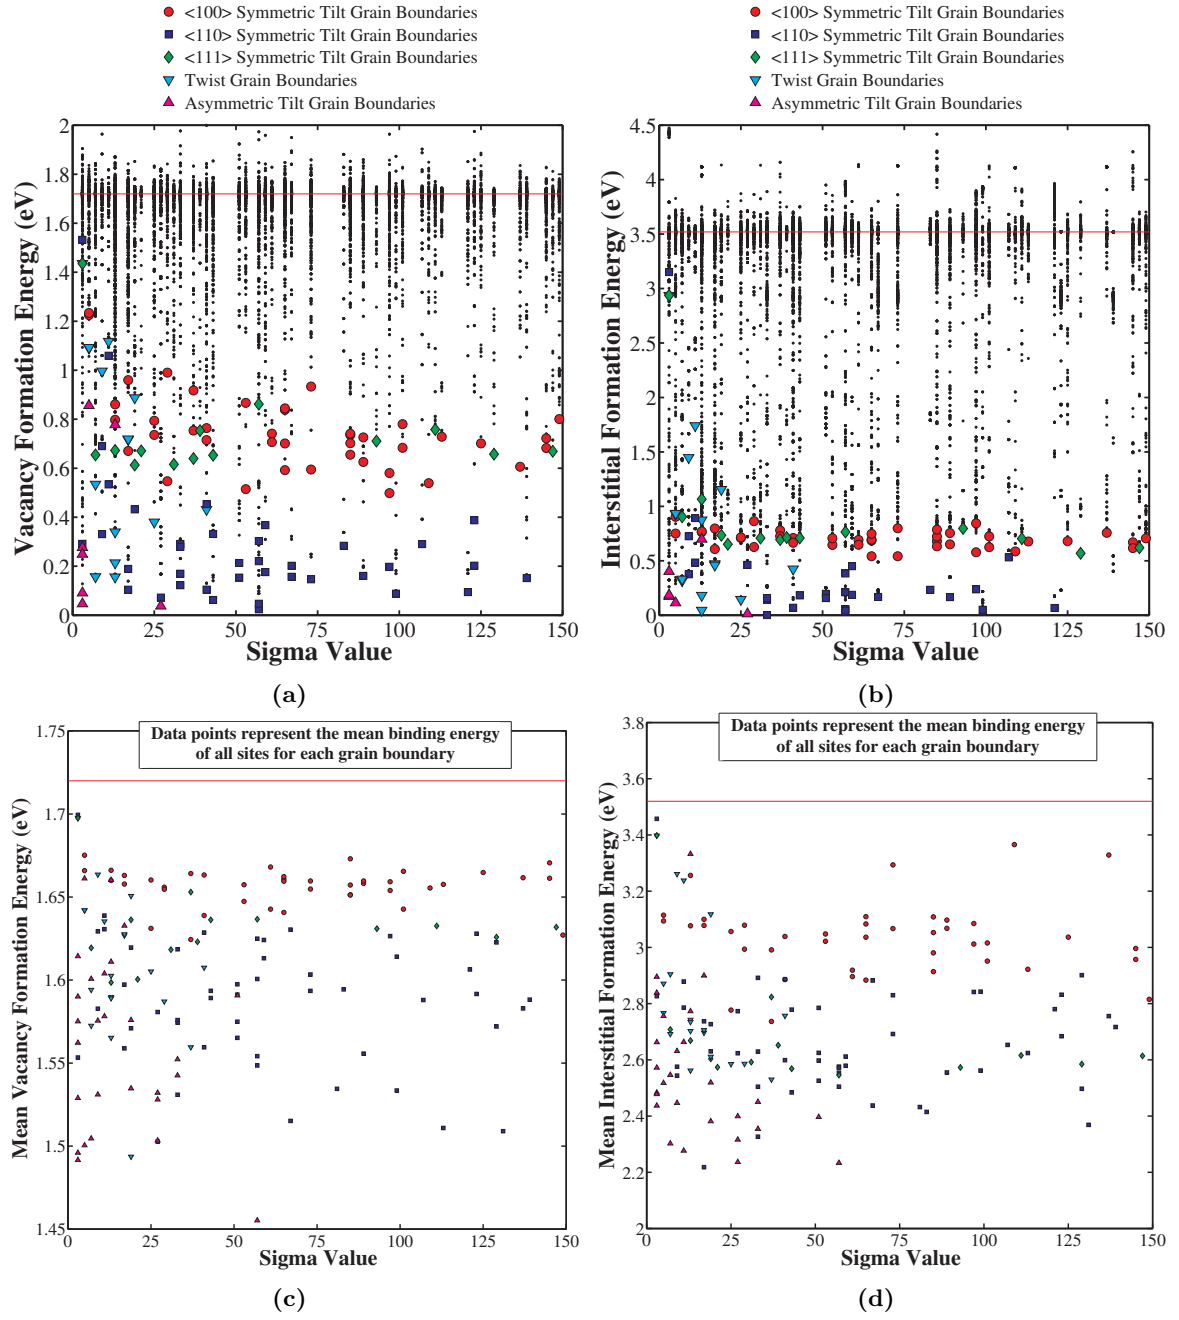 <100> Symmetric Tilt Grain Boundaries
<110> Symmetric Tilt Grain Boundaries
<111> Symmetric Tilt Grain Boundaries
Twist Grain Boundaries
Asymmetric Tilt Grain Boundaries
2
1.8
1.6
1.4
1.2
1
0.8
0.6
0.4
0.2
0
Vacancy Formation Energy (eV)
0 25 50 75 100 125 150
Sigma Value
(a)
<100> Symmetric Tilt Grain Boundaries
<110> Symmetric Tilt Grain Boundaries
<111> Symmetric Tilt Grain Boundaries
Twist Grain Boundaries
Asymmetric Tilt Grain Boundaries
4.5
4
3.5
3
2.5
2
1.5
1
0.5
0
Interstitial Formation Energy (eV)
0 25 50 75 100 125 150
Sigma Value
(b)
Data points represent the mean binding energy
of all sites for each grain boundary
1.75
1.7
1.65
1.6
1.55
1.5
1.45
Mean Vacancy Formation Energy (eV)
0 25 50 75 100 125 150
Sigma Value
(c)
Data points represent the mean binding energy
of all sites for each grain boundary
3.8
3.6
3.4
3.2
3
2.8
2.6
2.4
2.2
2
Mean Interstitial Formation Energy (eV)
0 25 50 75 100 125 150
Sigma Value
(d)